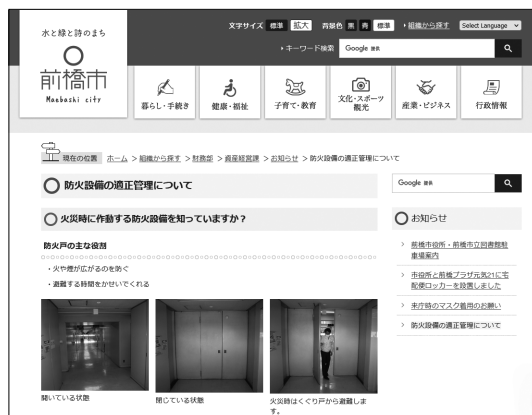 水と緑と詩のまち
前橋市
Maebashi city
文字サイズ 標準 拡大 背景色 黒 青 標準 組織から探す Select Language
キーワード検索 Google 提供
暮らし・手続き
健康・福祉
子育て・教育
文化・スポーツ
観光
産業・ビジネス
行政情報
現在の位置 ホーム > 組織から探す > 財務部 > 資産経営課 > お知らせ > 防火設備の適正管理について
防火設備の適正管理について
火災時に作動する防火設備を知っていますか？
防火戸の主な役割
・火や煙が広がるのを防ぐ
・避難する時間をかせいでくれる
開いている状態
閉じている状態
火災時はくぐり戸から避難しま
す。
Google 提供
お知らせ
前橋市役所・前橋市立図書館駐
車場案内
市役所と前橋プラザ元気21に宅
配便ロッカーを設置しました
来庁時のマスク着用のお願い
防火設備の適正管理について